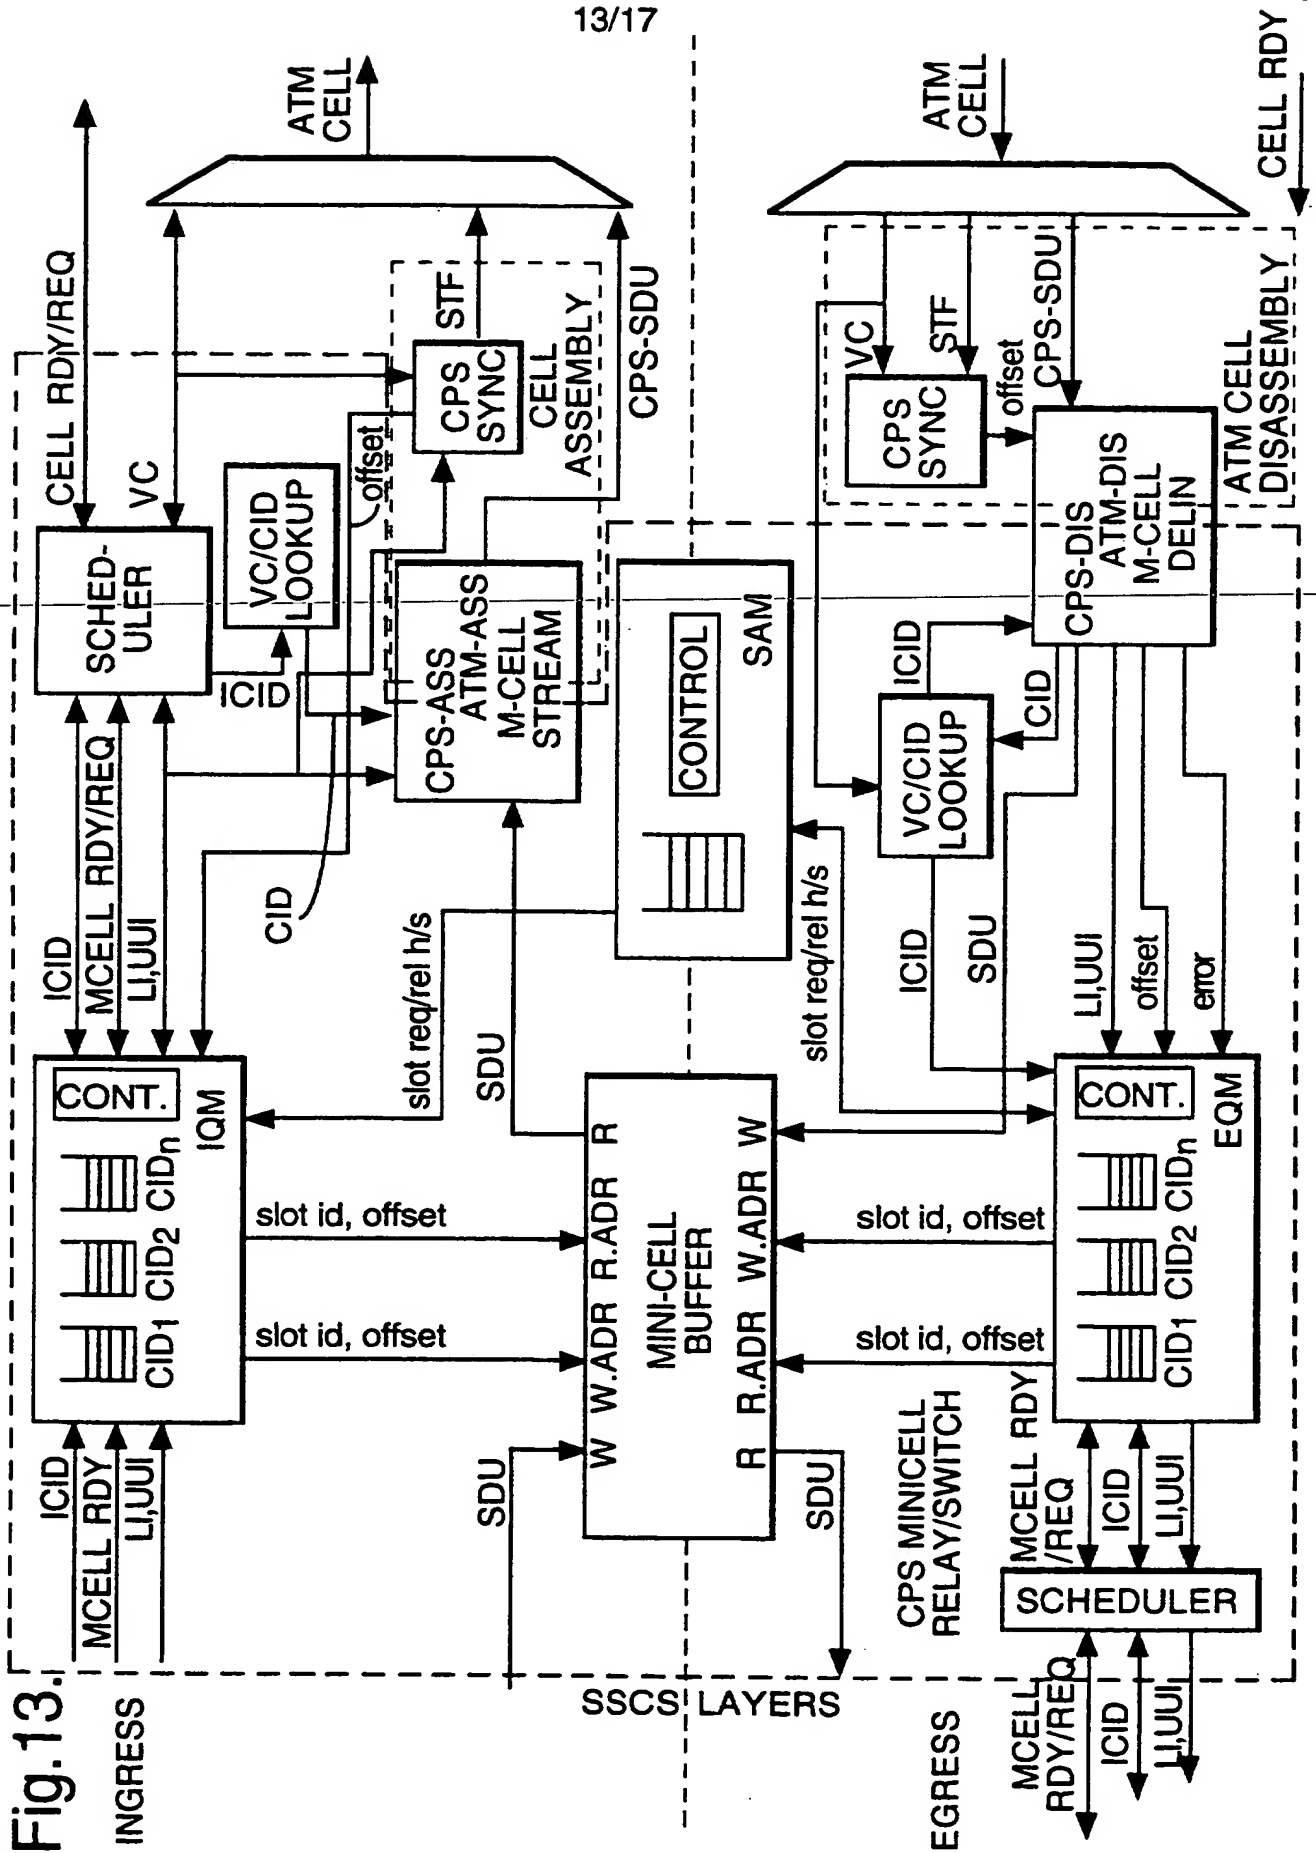 13/17
Fig.13.
INGRESS
ICID
MCELL RDY
LI,UUI
CID1
CID2
CIDn
CONT.
IQM
ICID
MCELL RDY/REQ
LI,UUI
SCHED-
ULER
CELL RDY/REQ
VC
ICID
VC/CID
LOOKUP
CID
offset
CPS-ASS
ATM-ASS
M-CELL
STREAM
CPS
SYNC
STF
CELL
ASSEMBLY
CPS-SDU
ATM
CELL
slot id, offset
slot id, offset
slot req/rel h/s
SDU
SDU
W
W.ADR
R.ADR
R
MINI-CELL
BUFFER
R
R.ADR
W.ADR
W
SDU
CONTROL
SAM
SSCS LAYERS
slot req/rel h/s
slot id, offset
slot id, offset
CPS MINICELL
RELAY/SWITCH
EGRESS
MCELL
RDY/REQ
ICID
LI,UUI
SCHEDULER
MCELL RDY
/REQ
ICID
LI,UUI
CID1
CID2
CIDn
CONT.
EQM
ICID
SDU
LI,UUI
offset
error
VC/CID
LOOKUP
ICID
CID
CPS-DIS
ATM-DIS
M-CELL
DELIN
CPS
SYNC
VC
STF
offset
CPS-SDU
ATM CELL
DISASSEMBLY
ATM
CELL
CELL RDY